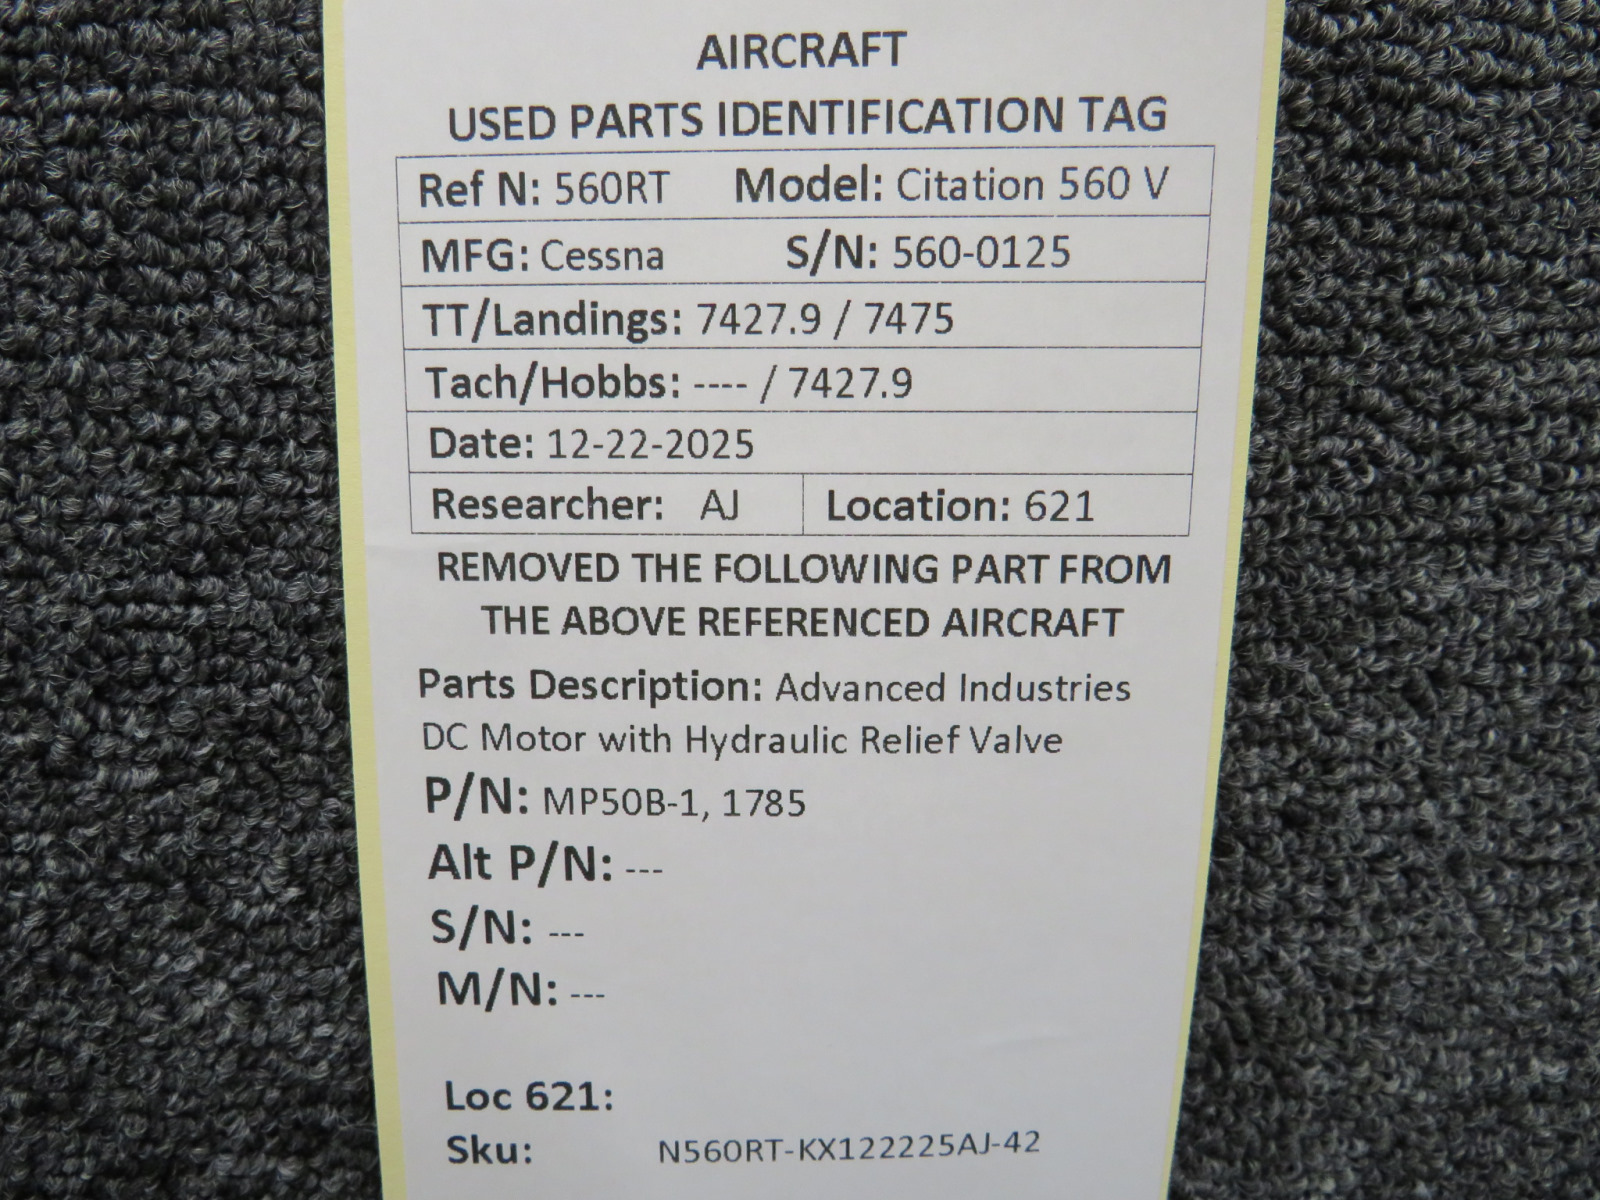 AIRCRAFT
USED PARTS IDENTIFICATION TAG
Ref N: 560RT Model: Citation 560 V
MFG: Cessna S/N: 560-0125
TT/Landings: 7427.9 / 7475
Tach/Hobbs: ---- / 7427.9
Date: 12-22-2025
Researcher: AJ Location: 621
REMOVED THE FOLLOWING PART FROM
THE ABOVE REFERENCED AIRCRAFT
Parts Description: Advanced Industries
DC Motor with Hydraulic Relief Valve
P/N: MP50B-1, 1785
Alt P/N: ---
S/N: ---
M/N: ---
Loc 621:
Sku: N560RT-KX122225AJ-42